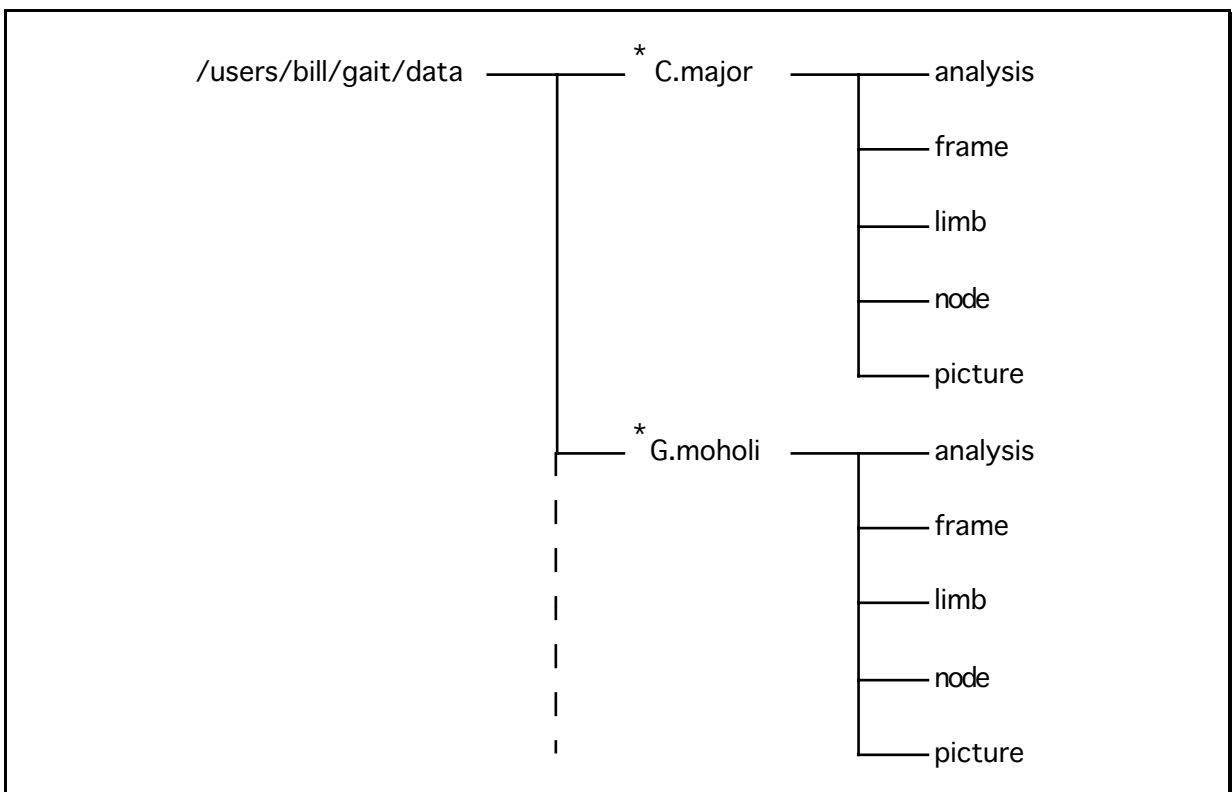 /users/bill/gait/data * C.major analysis
frame
limb
node
picture
* G.moholi analysis
frame
limb
node
picture